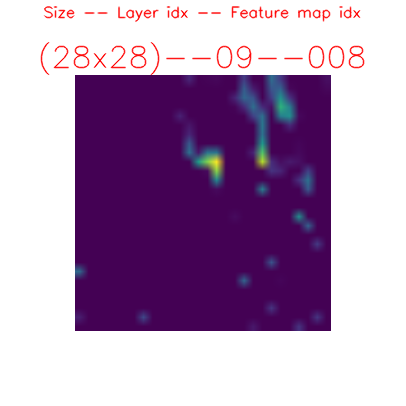 Size -- Layer idx -- Feature map idx
(28x28)--09--008